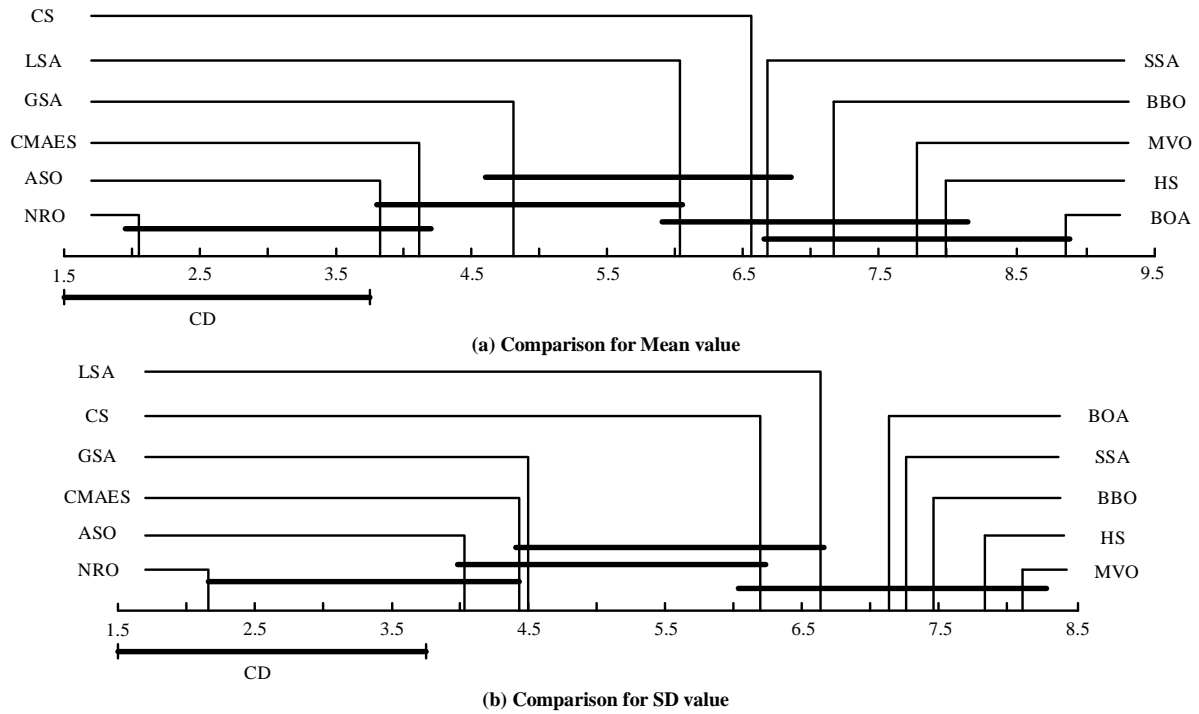 CS
LSA SSA
GSA BBO
CMAES MVO
ASO HS
NRO BOA
1.5 2.5 3.5 4.5 5.5 6.5 7.5 8.5 9.5
CD
(a) Comparison for Mean value
LSA
CS BOA
GSA SSA
CMAES BBO
ASO HS
NRO MVO
1.5 2.5 3.5 4.5 5.5 6.5 7.5 8.5
CD
(b) Comparison for SD value